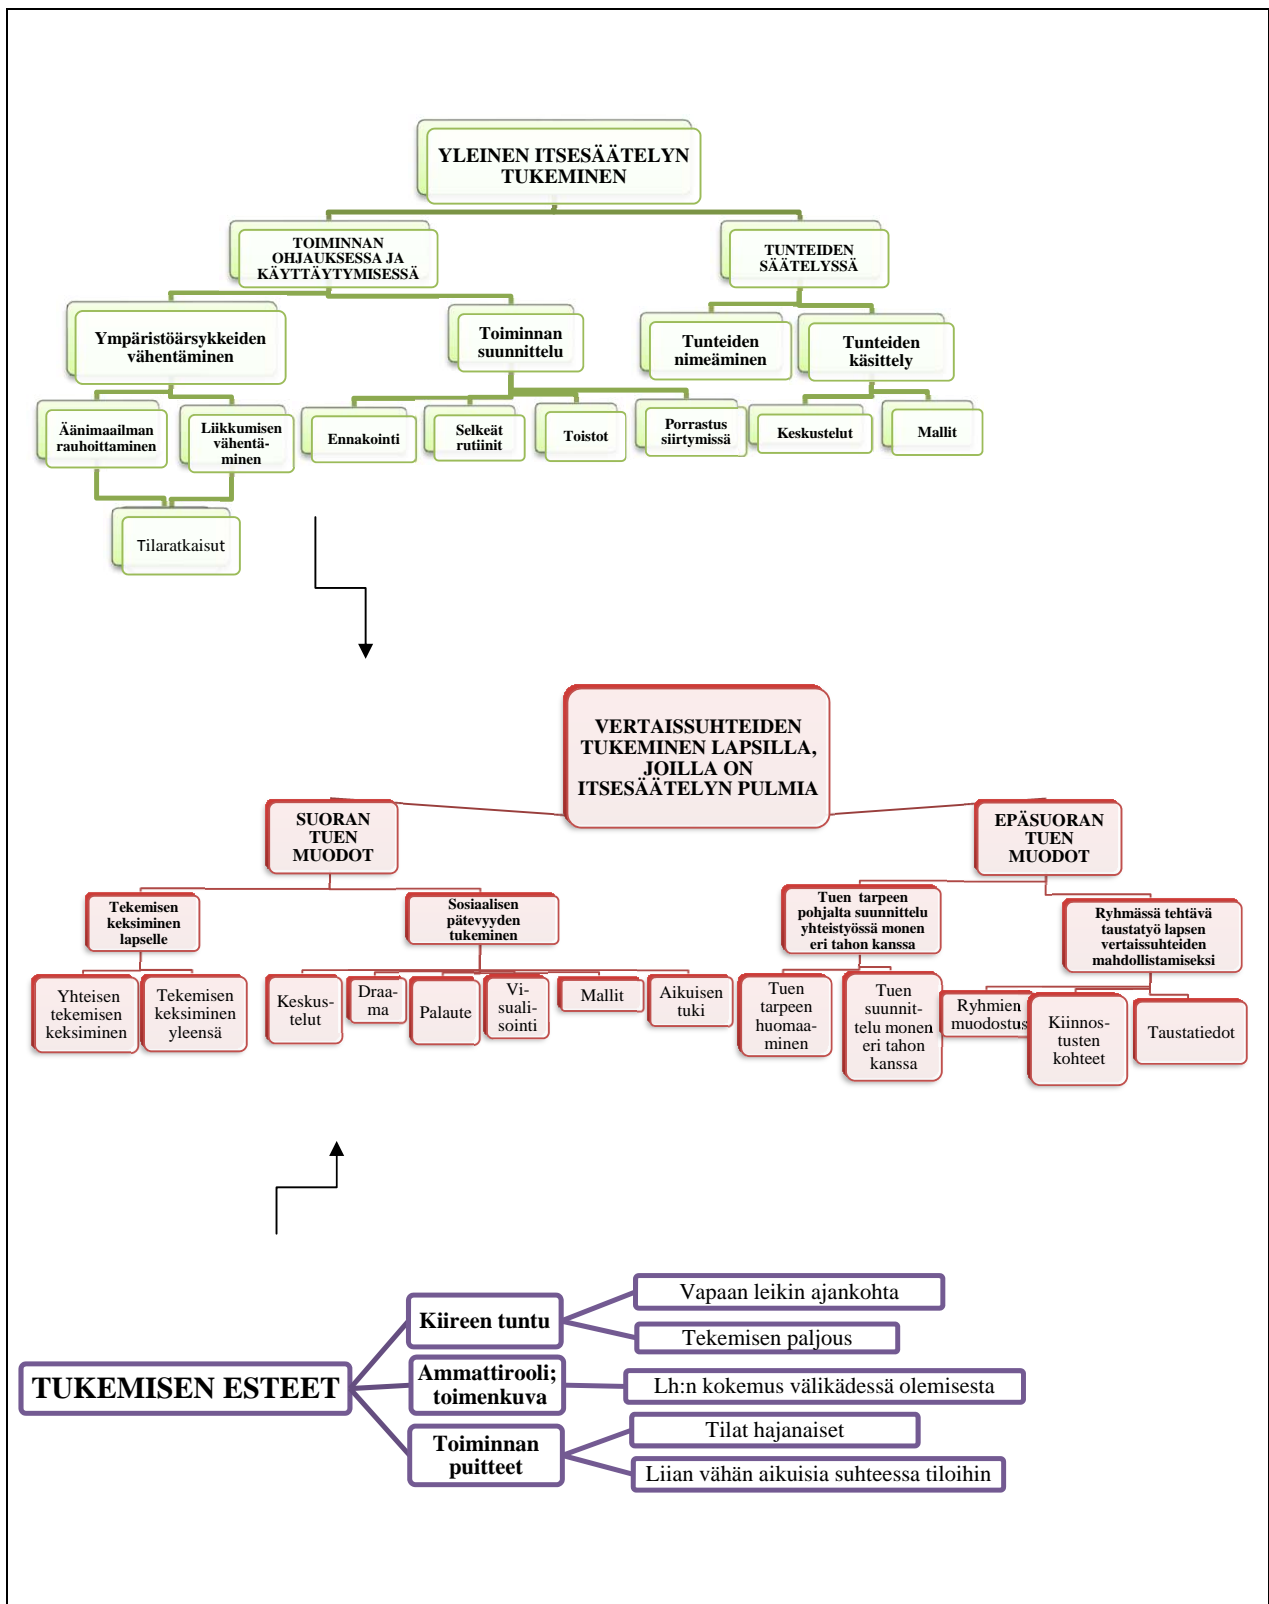 YLEINEN ITSESÄÄTELYN
TUKEMINEN
TOIMINNAN
OHJAUKSESSA JA
KÄYTTÄYTYMISESSÄ
TUNTEIDEN
SÄÄTELYSSÄ
Ympäristöärsykkeiden
vähentäminen
Toiminnan
suunnittelu
Tunteiden
nimeäminen
Tunteiden
käsittely
Äänimaailman
rauhoittaminen
Liikkumisen
vähentä-
minen
Ennakointi
Selkeät
rutiinit
Toistot
Porrastus
siirtymissä
Keskustelut
Mallit
Tilaratkaisut
VERTAISSUHTEIDEN
TUKEMINEN LAPSILLA,
JOILLA ON
ITSESÄÄTELYN PULMIA
SUORAN
TUEN
MUODOT
EPÄSUORAN
TUEN
MUODOT
Tekemisen
keksiminen
lapselle
Sosiaalisen
pätevyyden
tukeminen
Tuen tarpeen
pohjalta suunnittelu
yhteistyössä monen
eri tahon kanssa
Ryhmässä tehtävä
taustatyö lapsen
vertaissuhteiden
mahdollistamiseksi
Yhteisen
tekemisen
keksiminen
Tekemisen
keksiminen
yleensä
Keskus-
telut
Draa-
ma
Palaute
Vi-
suali-
sointi
Mallit
Aikuisen
tuki
Tuen
tarpeen
huomaa-
minen
Tuen
suunnit-
telu monen
eri tahon
kanssa
Ryhmien
muodostus
Kiinnos-
tusten
kohteet
Taustatiedot
TUKEMISEN ESTEET
Kiireen tuntu
Vapaan leikin ajankohta
Tekemisen paljous
Ammattirooli;
toimenkuva
Lh:n kokemus välikädessä olemisesta
Toiminnan
puitteet
Tilat hajanaiset
Liian vähän aikuisia suhteessa tiloihin